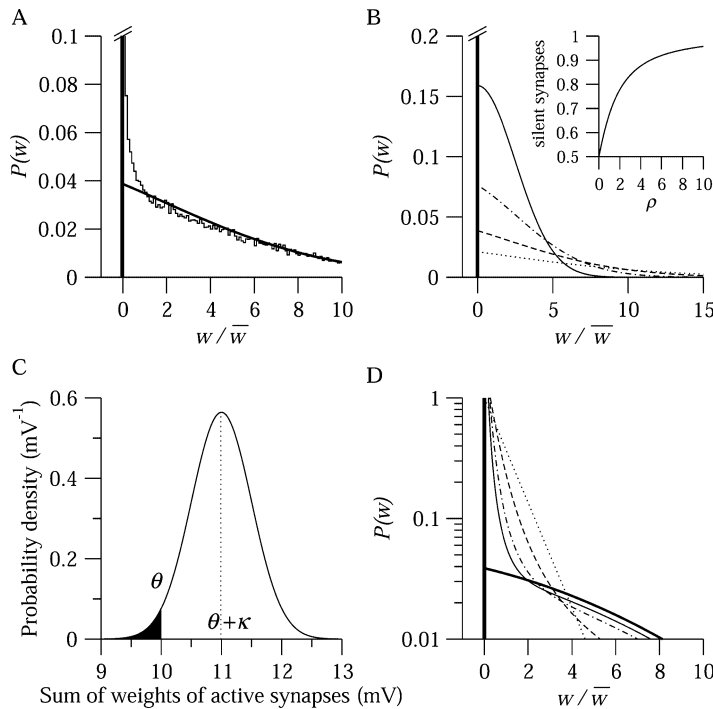 A
0.1
0.08
0.06
0.04
0.02
0
P(w)
0 2 4 6 8 10
w / w̅
B
0.2
0.15
0.1
0.05
0
P(w)
0 5 10 15
w / w̅
silent synapses
1
0.9
0.8
0.7
0.6
0.5
0 2 4 6 8 10
ρ
C
0.6
0.4
0.2
0
Probability density (mV⁻¹)
θ
θ+κ
9 10 11 12 13
Sum of weights of active synapses (mV)
D
1
0.1
0.01
P(w)
0 2 4 6 8 10
w / w̅